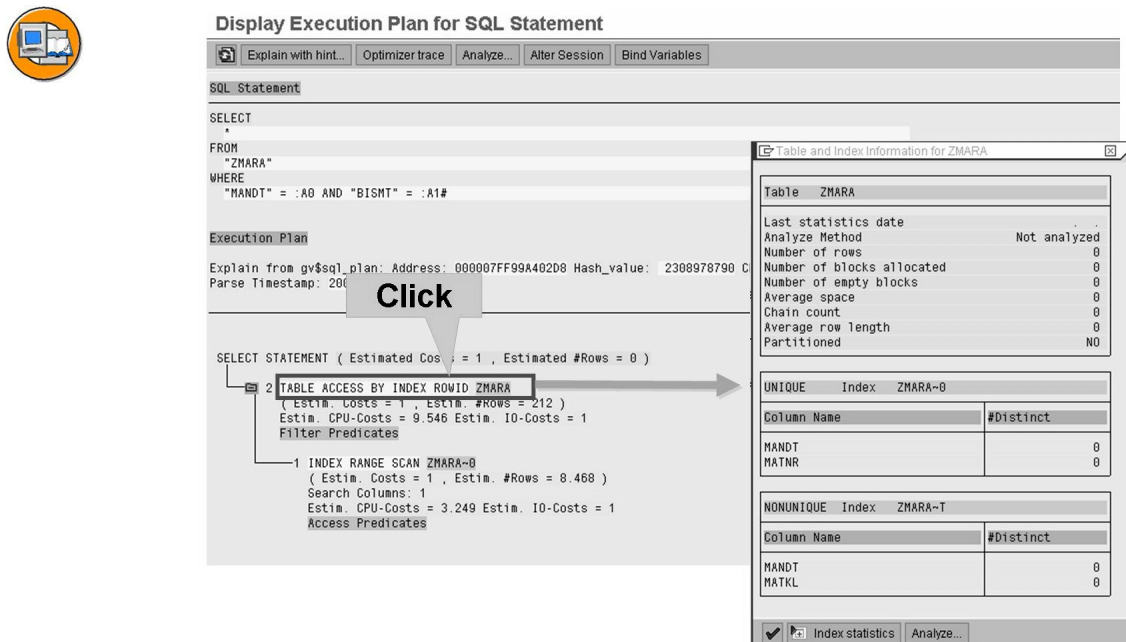 Display Execution Plan for SQL Statement
Explain with hint... Optimizer trace Analyze... Alter Session Bind Variables
SQL Statement
SELECT
*
FROM
"ZMARA"
WHERE
"MANDT" = :A0 AND "BISMT" = :A1#
Execution Plan
Explain from gv$sql_plan: Address: 000007FF99A402D8 Hash_value: 2308978790
Parse Timestamp:
Click
SELECT STATEMENT ( Estimated Costs = 1 , Estimated #Rows = 0 )
2 TABLE ACCESS BY INDEX ROWID ZMARA
( Estim. Costs = 1 , Estim. #Rows = 212 )
Estim. CPU-Costs = 9.546 Estim. IO-Costs = 1
Filter Predicates
1 INDEX RANGE SCAN ZMARA~0
( Estim. Costs = 1 , Estim. #Rows = 8.468 )
Search Columns: 1
Estim. CPU-Costs = 3.249 Estim. IO-Costs = 1
Access Predicates
Table and Index Information for ZMARA
Table ZMARA
Last statistics date . .
Analyze Method Not analyzed
Number of rows 0
Number of blocks allocated 0
Number of empty blocks 0
Average space 0
Chain count 0
Average row length 0
Partitioned NO
UNIQUE Index ZMARA~0
Column Name #Distinct
MANDT 0
MATNR 0
NONUNIQUE Index ZMARA~T
Column Name #Distinct
MANDT 0
MATKL 0
Index statistics Analyze...